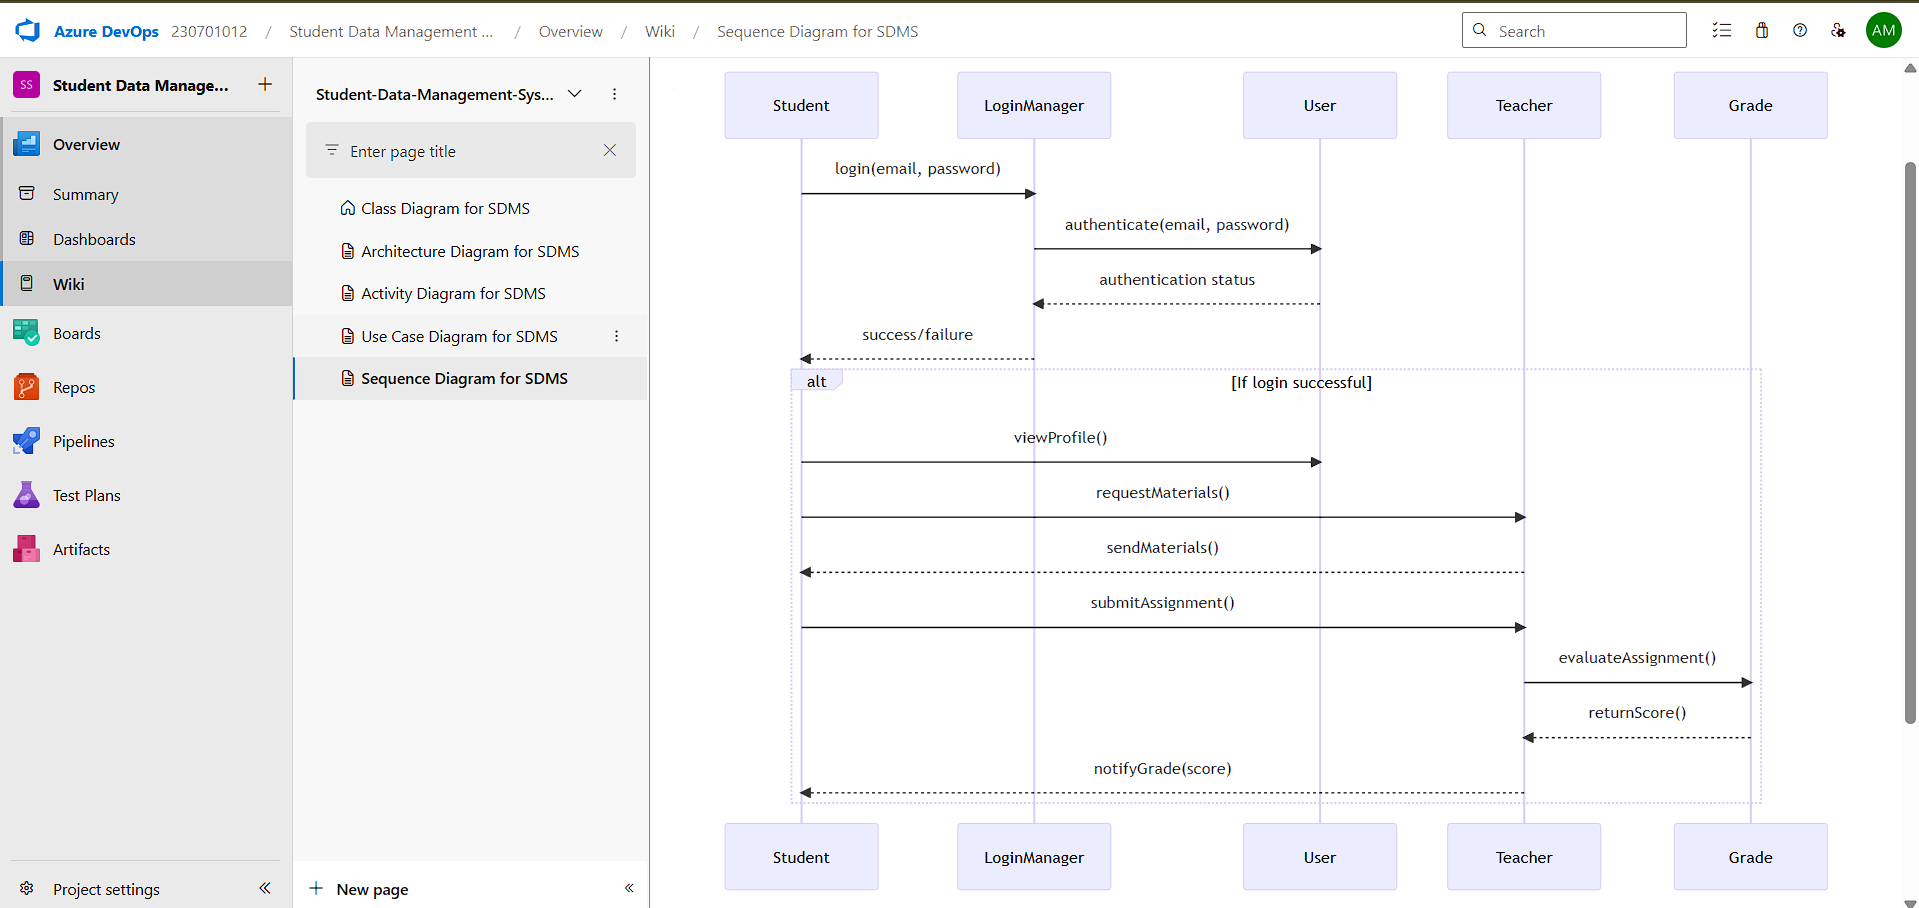 Azure DevOps 230701012 / Student Data Management ... / Overview / Wiki / Sequence Diagram for SDMS
Search
AM
SS Student Data Manage...
Overview
Summary
Dashboards
Wiki
Boards
Repos
Pipelines
Test Plans
Artifacts
Project settings
Student-Data-Management-Sys...
Enter page title
Class Diagram for SDMS
Architecture Diagram for SDMS
Activity Diagram for SDMS
Use Case Diagram for SDMS
Sequence Diagram for SDMS
New page
Student LoginManager User Teacher Grade
login(email, password)
authenticate(email, password)
authentication status
success/failure
alt [If login successful]
viewProfile()
requestMaterials()
sendMaterials()
submitAssignment()
evaluateAssignment()
returnScore()
notifyGrade(score)
Student LoginManager User Teacher Grade